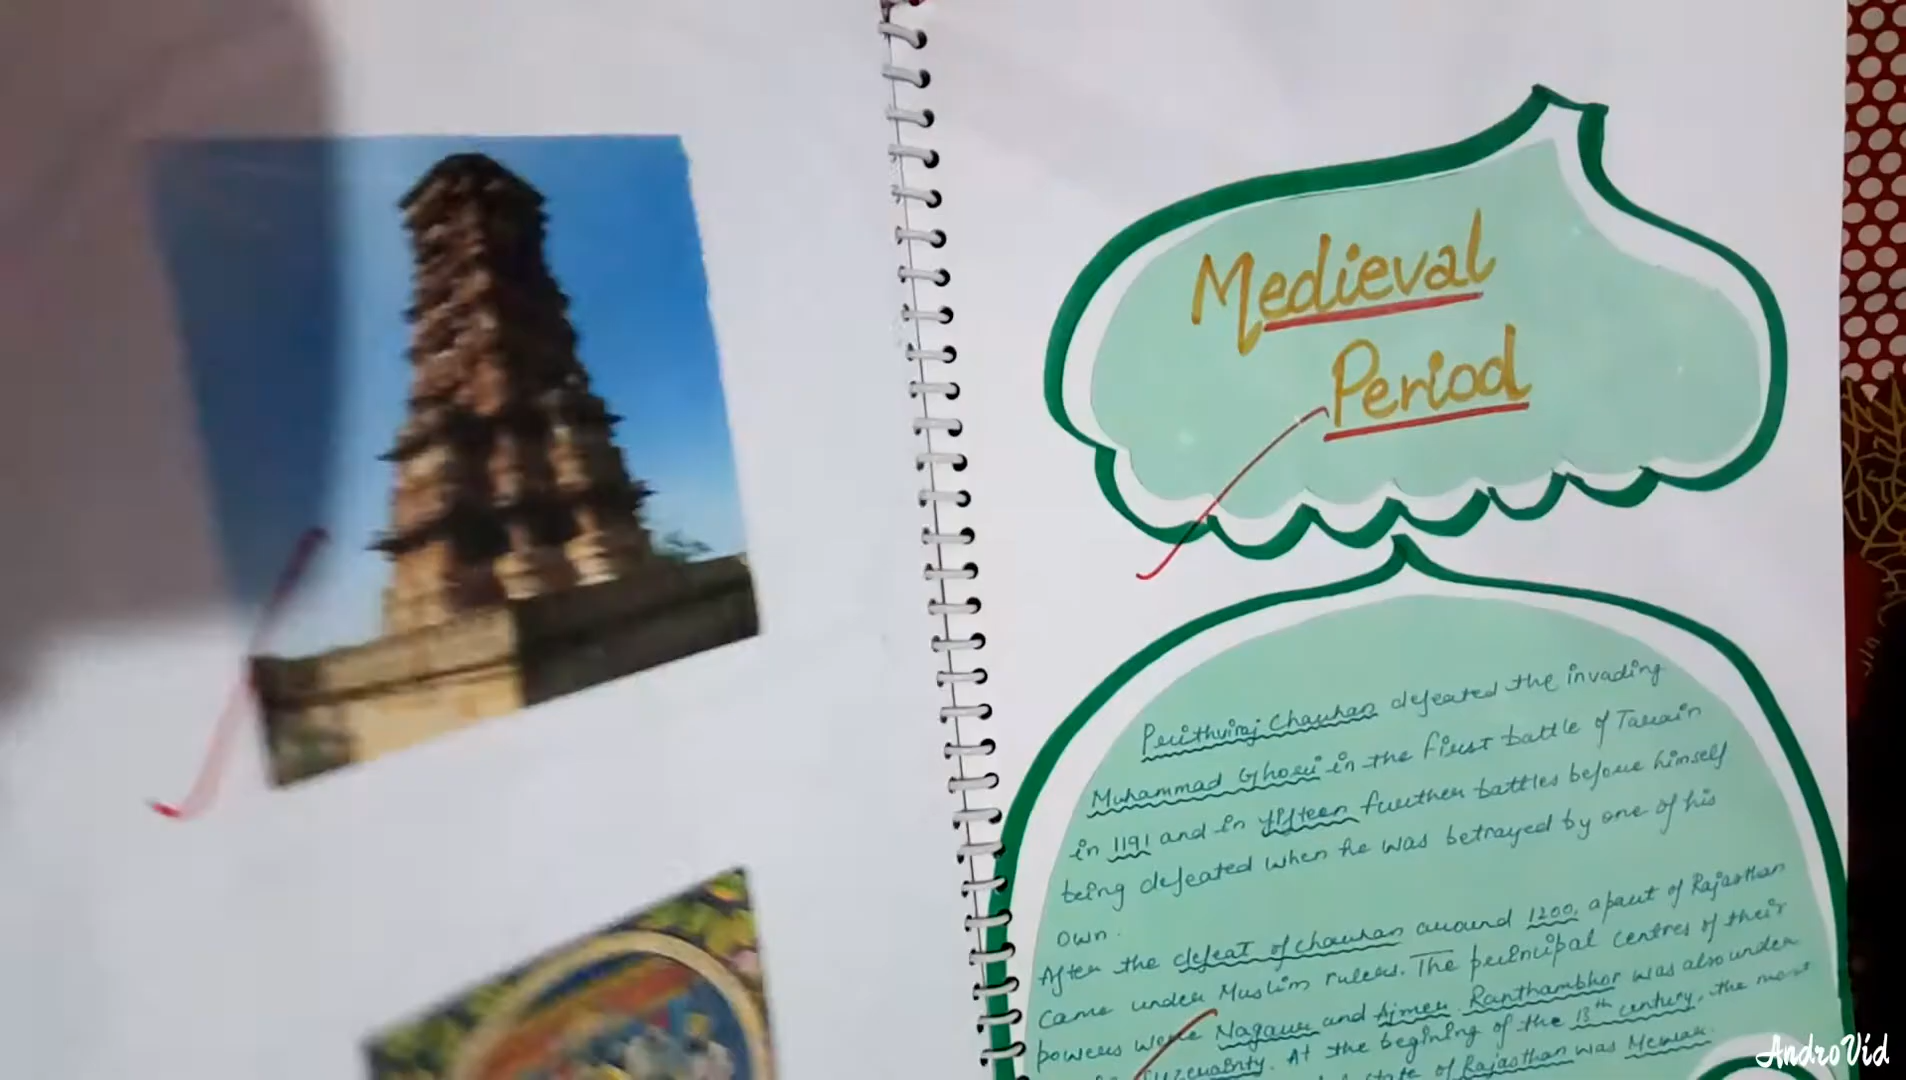 Medieval
Period
Prithviraj Chauhan defeated the invading
Muhammad Ghori in the first battle of Tarain
in 1191 and in fifteen further battles before himself
being defeated when he was betrayed by one of his
own.
After the defeat of chauhan around 1200, apart of Rajasthan
came under Muslim rulers. The principal centres of their
powers were Nagaur and Ajmer. Ranthambhor was also under
suzerainty. At the begining of the 13th century, the most
state of Rajasthan was Mewar.
AndroVid